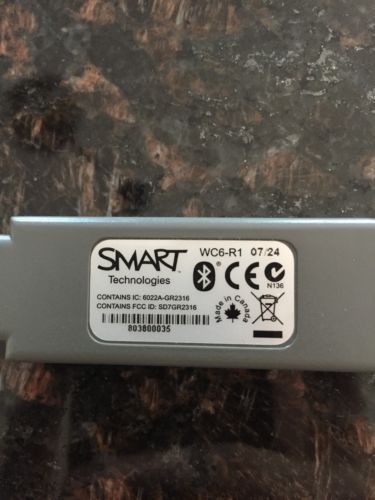 SMART
Technologies
WC6-R1 07/24
N136
CONTAINS IC: 6022A-GR2316
CONTAINS FCC ID: SD7GR2316
803800035
Made in Canada